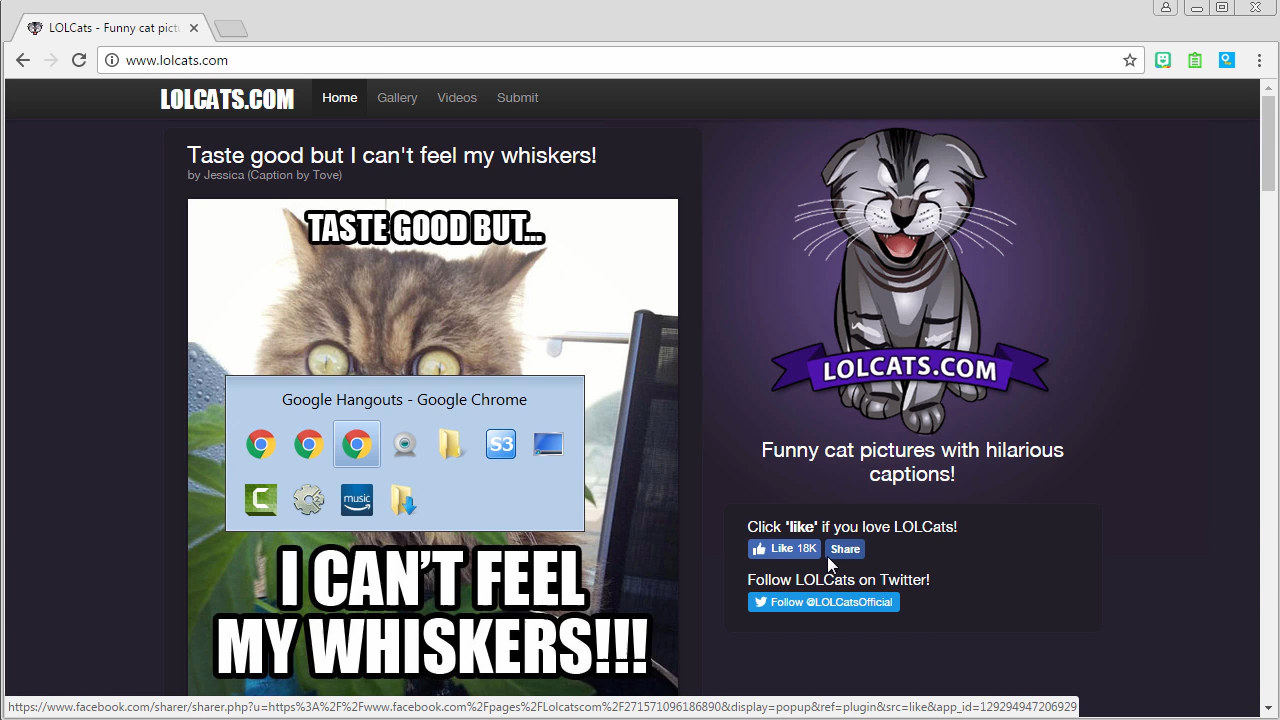 LOLCats - Funny cat pict
www.lolcats.com
LOLCATS.COM
Home
Gallery
Videos
Submit
Taste good but I can't feel my whiskers!
by Jessica (Caption by Tove)
TASTE GOOD BUT...
Google Hangouts - Google Chrome
S3
C
music
I CAN'T FEEL
MY WHISKERS!!!
LOLCATS.COM
Funny cat pictures with hilarious
captions!
Click 'like' if you love LOLCats!
Like 18K
Share
Follow LOLCats on Twitter!
Follow @LOLCatsOfficial
https://www.facebook.com/sharer/sharer.php?u=https%3A%2F%2Fwww.facebook.com%2Fpages%2FLolcatscom%2F271571096186890&display=popup&ref=plugin&src=like&app_id=129294947206929